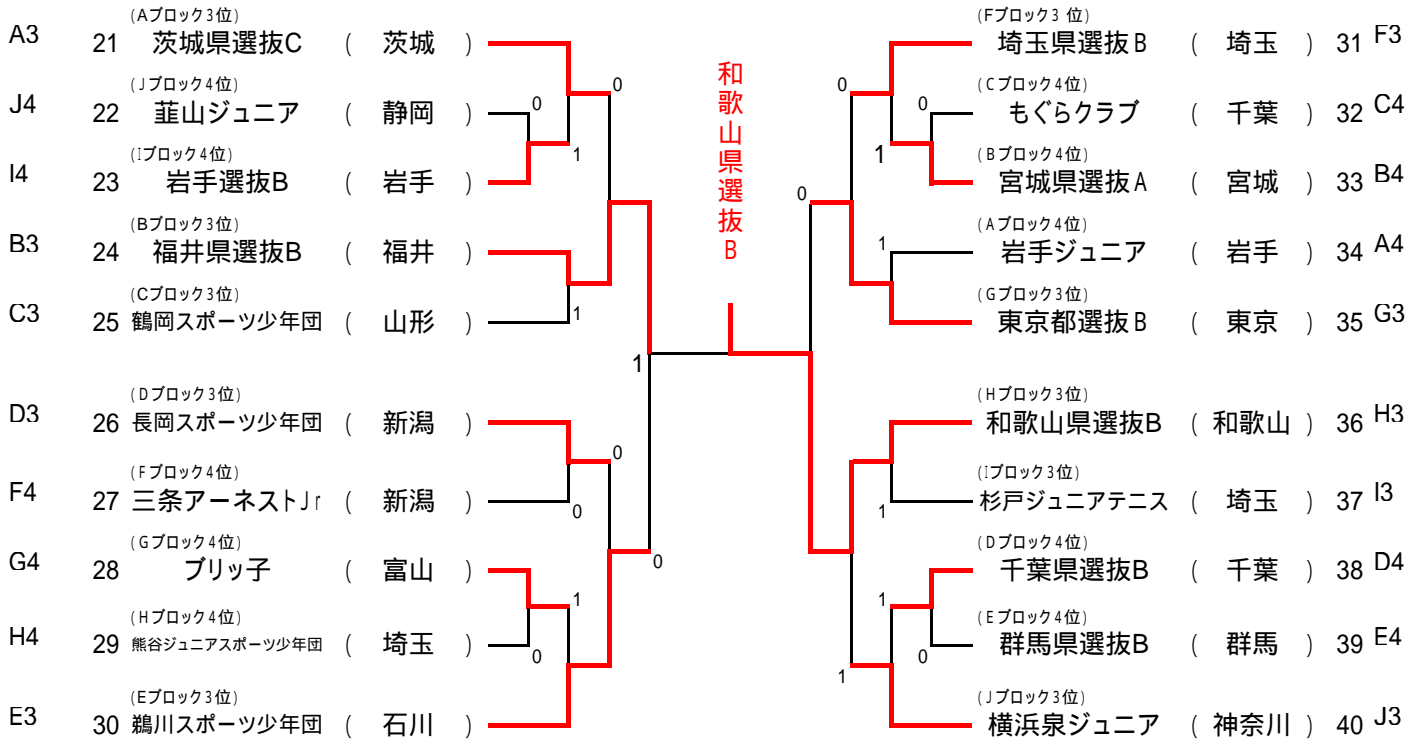 (Aブロック3位)
A3 21 茨城県選抜C ( 茨城 )
(Jブロック4位)
J4 22 韮山ジュニア ( 静岡 ) 0
(Iブロック4位)
I4 23 岩手選抜B ( 岩手 ) 1 0
(Bブロック3位)
B3 24 福井県選抜B ( 福井 )
(Cブロック3位)
C3 25 鶴岡スポーツ少年団 ( 山形 ) 1
1
(Dブロック3位)
D3 26 長岡スポーツ少年団 ( 新潟 ) 0
(Fブロック4位)
F4 27 三条アーネストJr ( 新潟 ) 0
(Gブロック4位)
G4 28 ブリッ子 ( 富山 ) 1 0
(Hブロック4位)
H4 29 熊谷ジュニアスポーツ少年団 ( 埼玉 ) 0
(Eブロック3位)
E3 30 鵜川スポーツ少年団 ( 石川 )
和歌山県選抜B
(Fブロック3位)
埼玉県選抜B ( 埼玉 ) 31 F3
(Cブロック4位)
0 0 もぐらクラブ ( 千葉 ) 32 C4
(Bブロック4位)
1 宮城県選抜A ( 宮城 ) 33 B4
0
(Aブロック4位)
1 岩手ジュニア ( 岩手 ) 34 A4
(Gブロック3位)
東京都選抜B ( 東京 ) 35 G3
(Hブロック3位)
和歌山県選抜B ( 和歌山 ) 36 H3
(Iブロック3位)
1 杉戸ジュニアテニス ( 埼玉 ) 37 I3
(Dブロック4位)
千葉県選抜B ( 千葉 ) 38 D4
(Eブロック4位)
1 0 群馬県選抜B ( 群馬 ) 39 E4
(Jブロック3位)
1 横浜泉ジュニア ( 神奈川 ) 40 J3